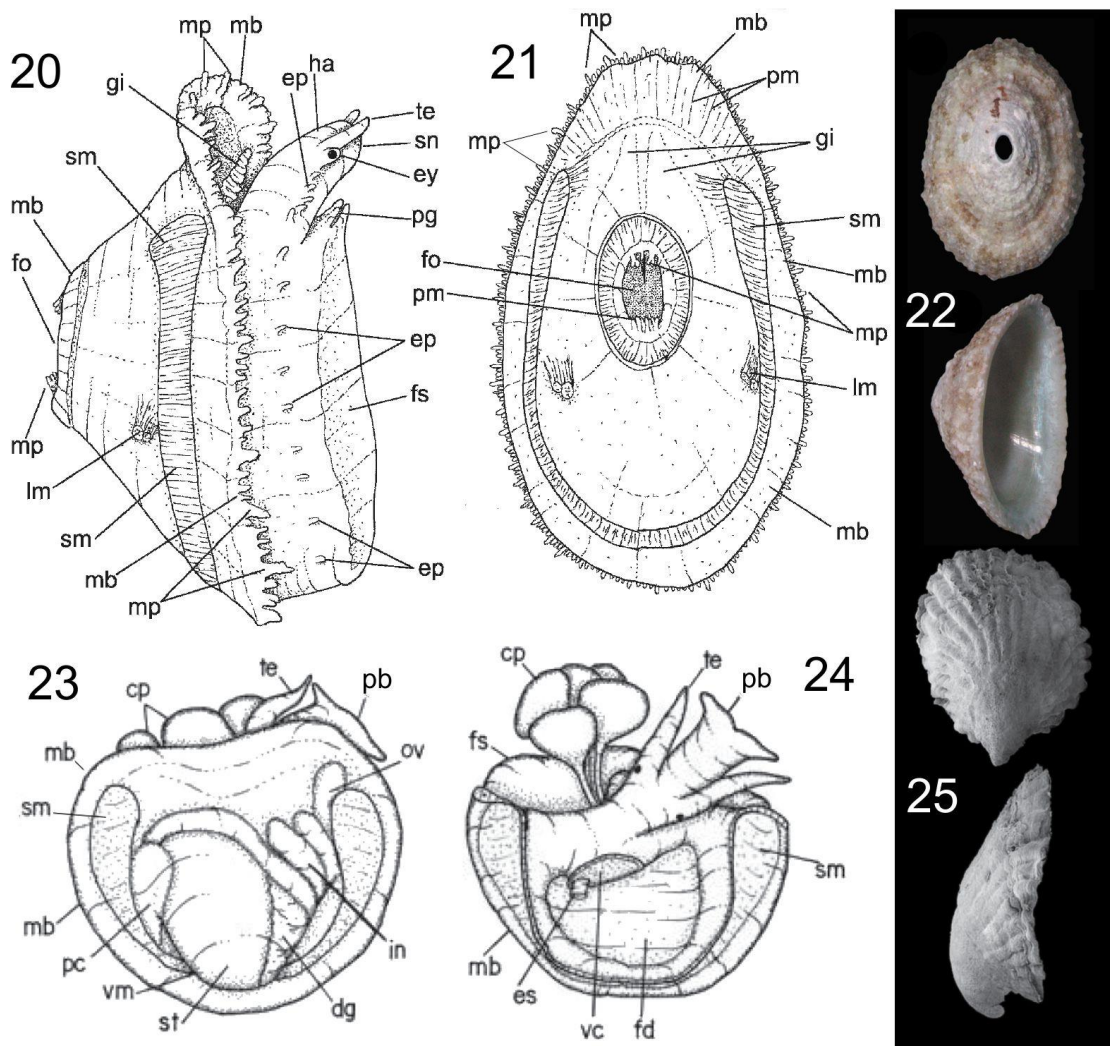 20
mp mb
gi
ep ha
te
sn
ey
pg
sm
mb
fo
ep
fs
mp
lm
sm
mb
mp
ep
21
mp
mb
pm
mp
gi
sm
fo
mb
pm
mp
lm
mb
22
23
cp te pb
mb
ov
sm
mb
pc
vm
st
dg
in
24
cp te pb
fs
sm
mb
es
vc
fd
25